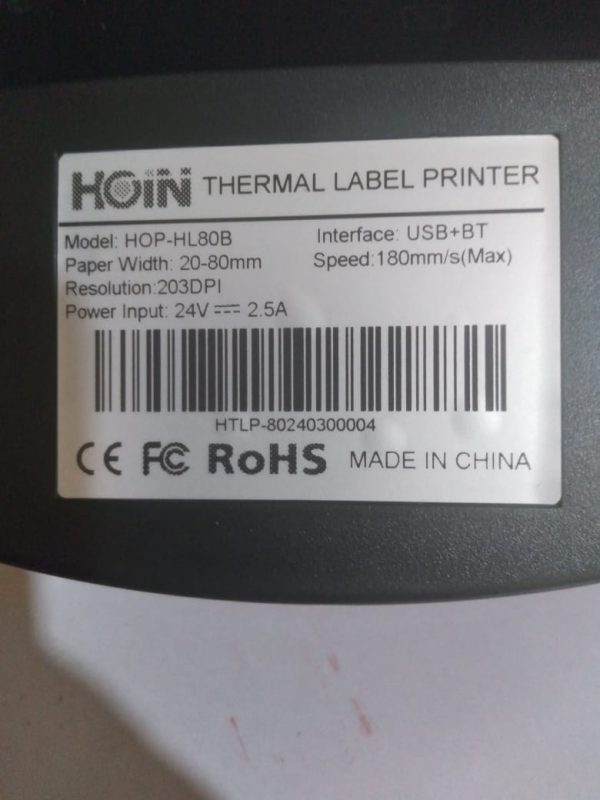 HOiN THERMAL LABEL PRINTER
Model: HOP-HL80B Interface: USB+BT
Paper Width: 20-80mm Speed:180mm/s(Max)
Resolution:203DPI
Power Input: 24V ⎓ 2.5A
HTLP-80240300004
CE FC RoHS MADE IN CHINA